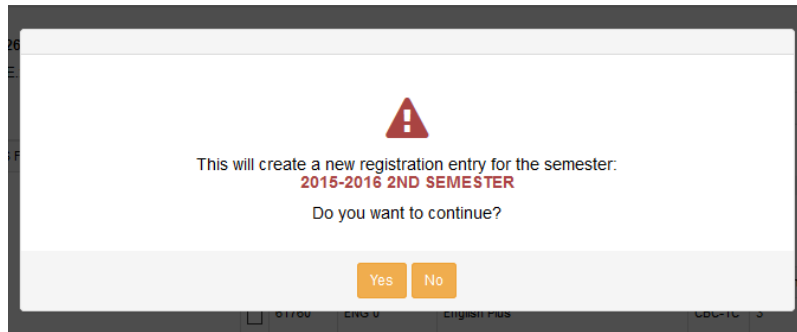 26
E.
This will create a new registration entry for the semester:
2015-2016 2ND SEMESTER
Do you want to continue?
Yes No
61760 ENG 0 English Plus CBC-TC 3